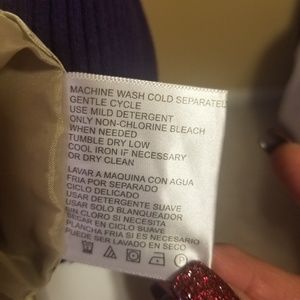 MACHINE WASH COLD SEPARATELY
GENTLE CYCLE
USE MILD DETERGENT
ONLY NON-CHLORINE BLEACH
WHEN NEEDED
TUMBLE DRY LOW
COOL IRON IF NECESSARY
OR DRY CLEAN
LAVAR A MAQUINA CON AGUA
FRIA POR SEPARADO
CICLO DELICADO
USAR DETERGENTE SUAVE
USAR SOLO BLANQUEADOR
SIN CLORO SI NECESITA
SECAR EN CICLO SUAVE
PLANCHA FRIA SI ES NECESARIO
PUEDE SER LAVADO EN SECO